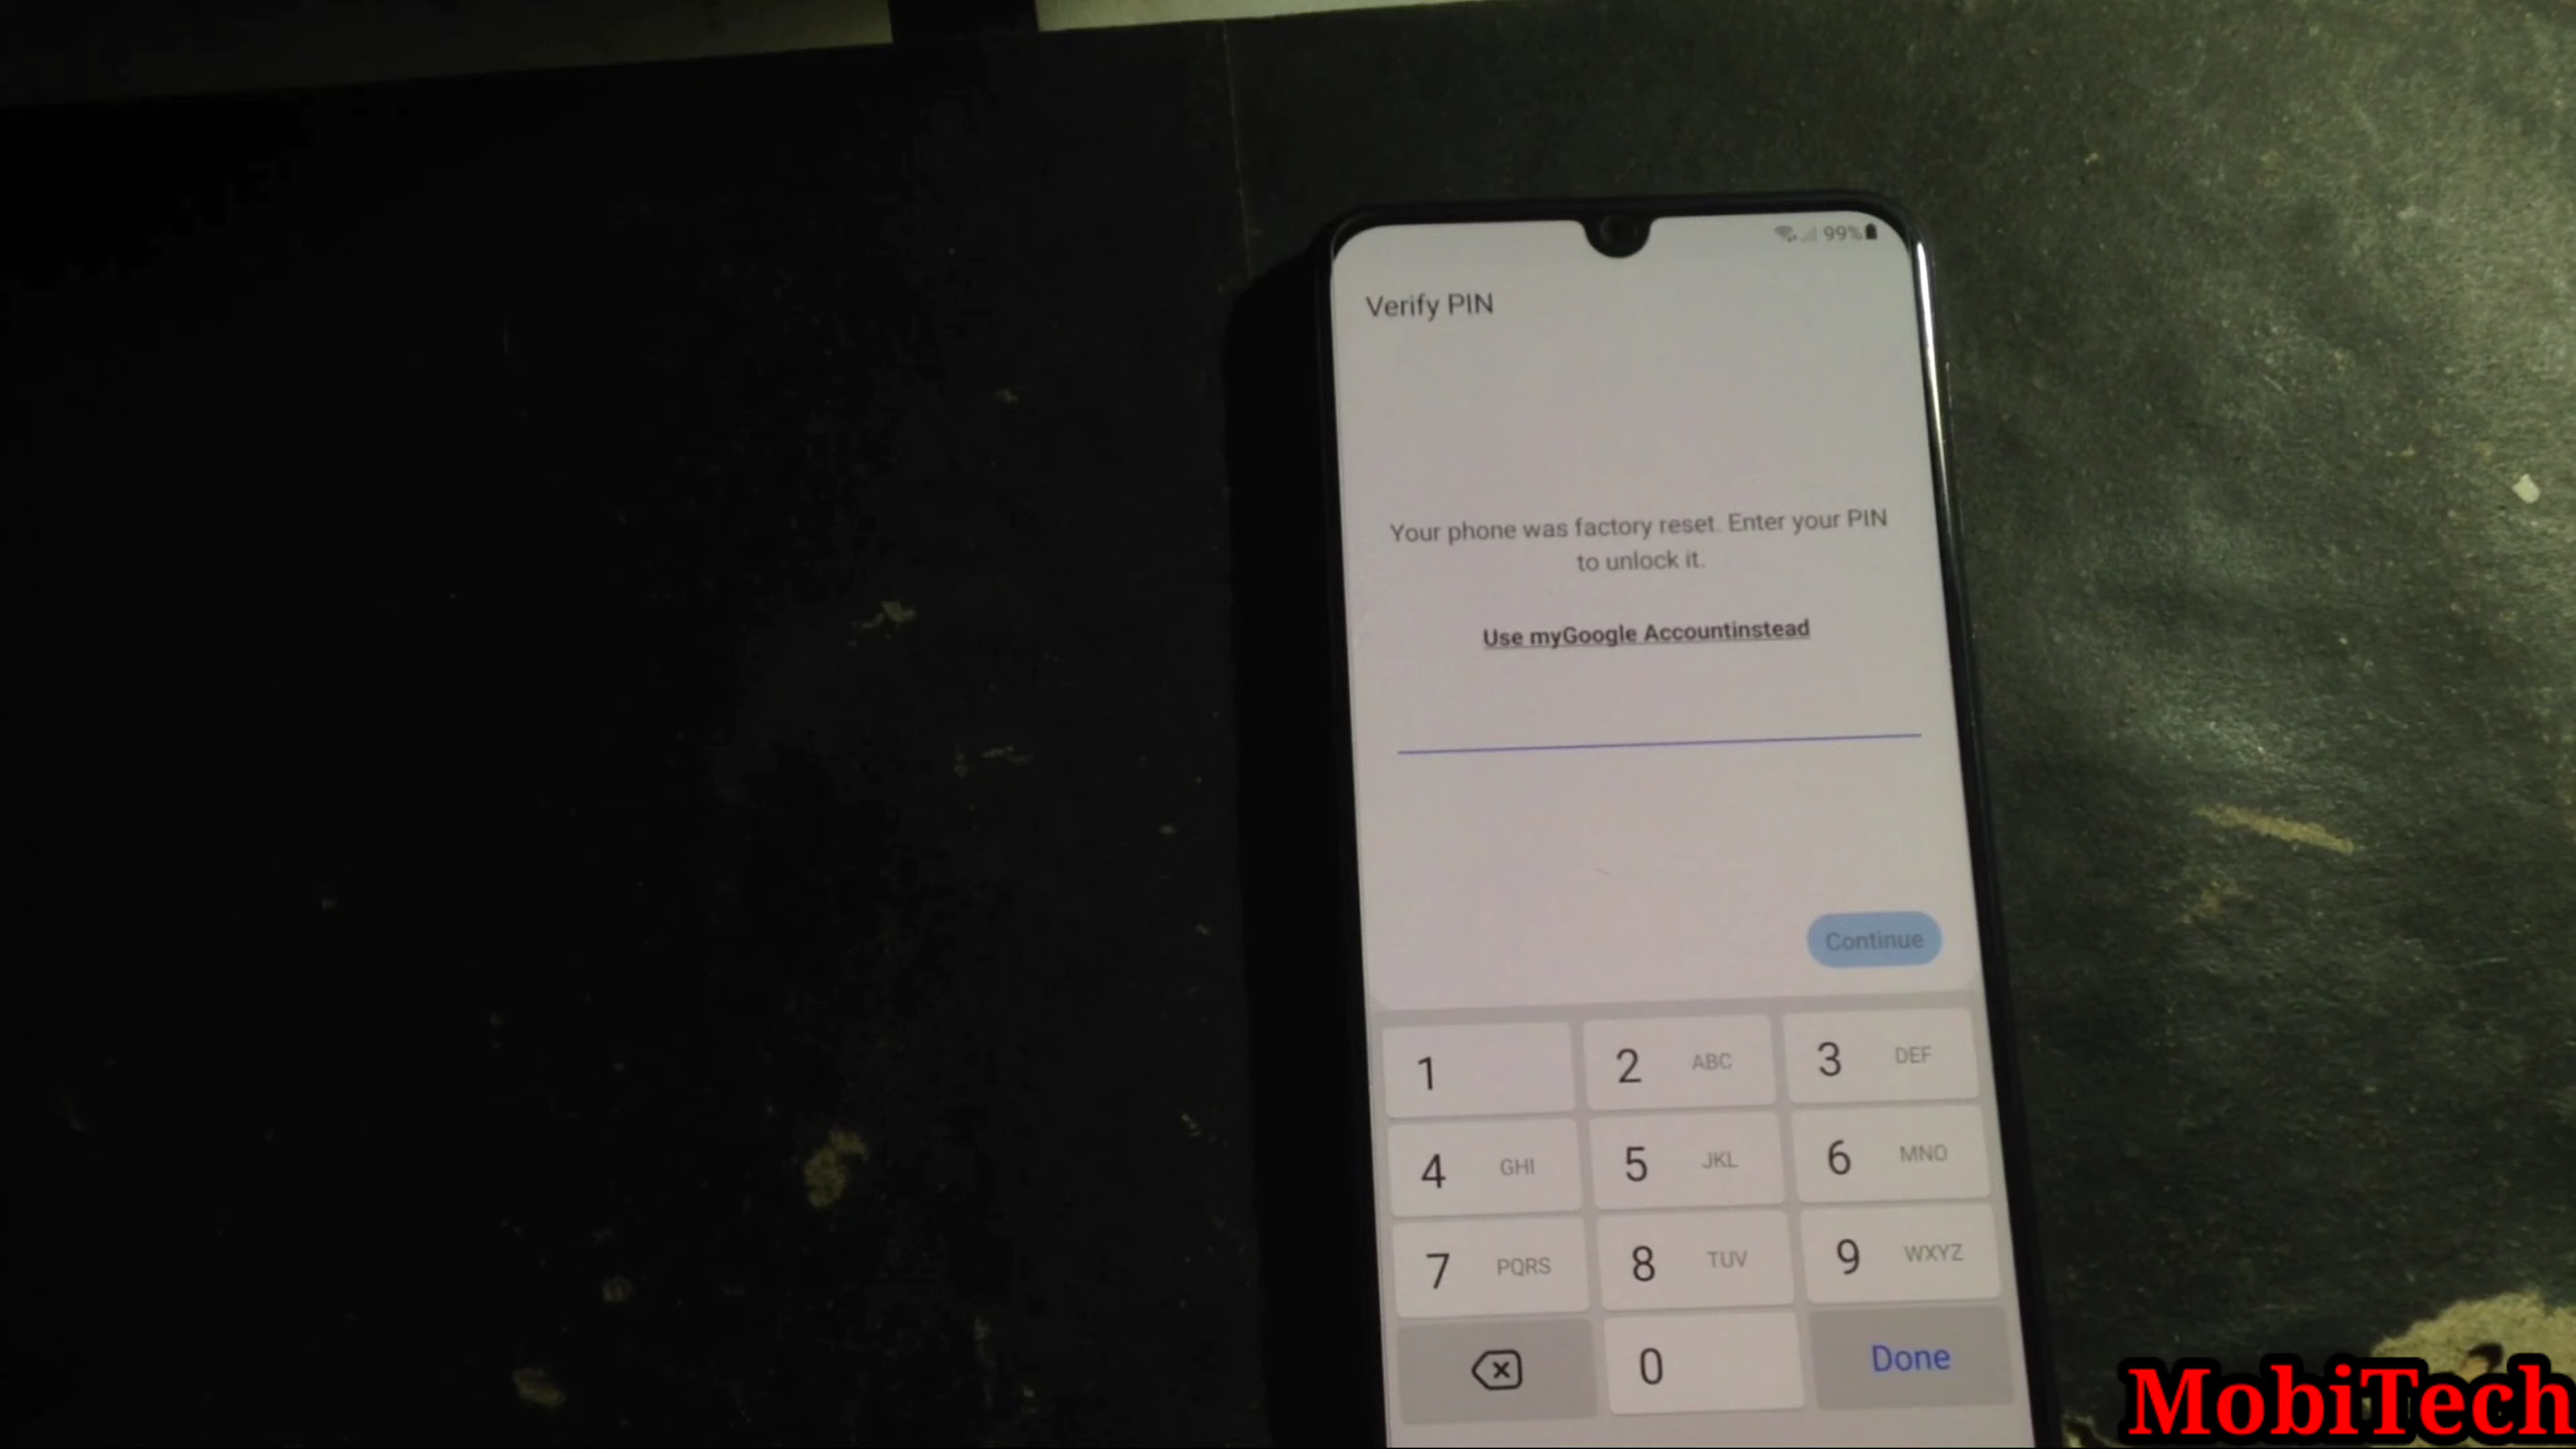 99%
Verify PIN
Your phone was factory reset. Enter your PIN
to unlock it.
Use myGoogle Accountinstead
Continue
1
2 ABC
3 DEF
4 GHI
5 JKL
6 MNO
7 PQRS
8 TUV
9 WXYZ
0
Done
MobiTech